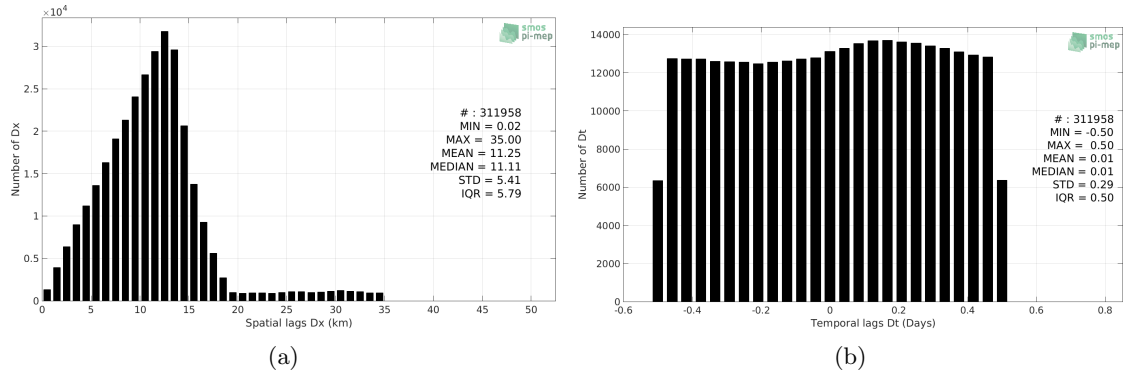 ×10⁴
3
2.5
2
1.5
1
0.5
0
Number of Dx
0 5 10 15 20 25 30 35 40 45 50
Spatial lags Dx (km)
smos
pi-mep
# : 311958
MIN = 0.02
MAX = 35.00
MEAN = 11.25
MEDIAN = 11.11
STD = 5.41
IQR = 5.79
(a)
14000
12000
10000
8000
6000
4000
2000
0
Number of Dt
-0.6 -0.4 -0.2 0 0.2 0.4 0.6 0.8
Temporal lags Dt (Days)
smos
pi-mep
# : 311958
MIN = -0.50
MAX = 0.50
MEAN = 0.01
MEDIAN = 0.01
STD = 0.29
IQR = 0.50
(b)